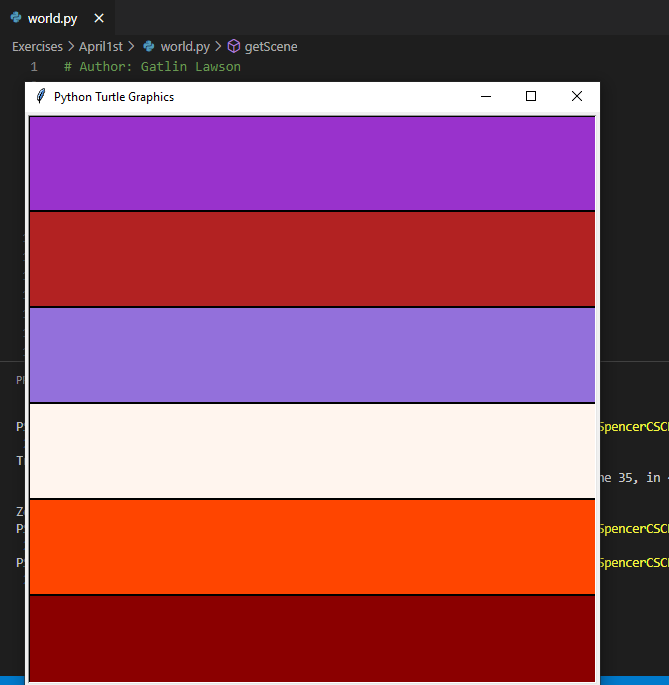 world.py
Exercises > April1st > world.py > getScene
1 # Author: Gatlin Lawson
Python Turtle Graphics
SpencerCSC
ne 35, in
SpencerCSC
SpencerCSC